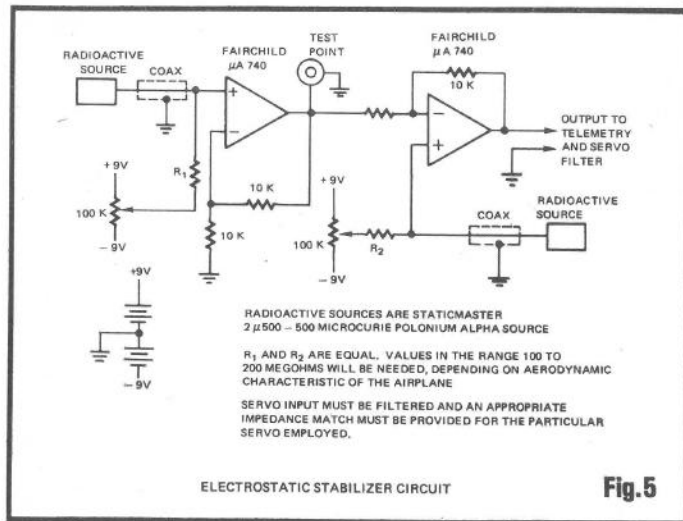 RADIOACTIVE
SOURCE
COAX
FAIRCHILD
µA 740
TEST
POINT
FAIRCHILD
µA 740
+
−
10 K
−
+
OUTPUT TO
TELEMETRY
AND SERVO
FILTER
R1
+9V
100 K
−9V
10 K
10 K
+9V
100 K
−9V
R2
COAX
RADIOACTIVE
SOURCE
+9V
−9V
RADIOACTIVE SOURCES ARE STATICMASTER
2 µ500 – 500 MICROCURIE POLONIUM ALPHA SOURCE
R1 AND R2 ARE EQUAL. VALUES IN THE RANGE 100 TO
200 MEGOHMS WILL BE NEEDED, DEPENDING ON AERODYNAMIC
CHARACTERISTIC OF THE AIRPLANE
SERVO INPUT MUST BE FILTERED AND AN APPROPRIATE
IMPEDANCE MATCH MUST BE PROVIDED FOR THE PARTICULAR
SERVO EMPLOYED.
ELECTROSTATIC STABILIZER CIRCUIT
Fig.5